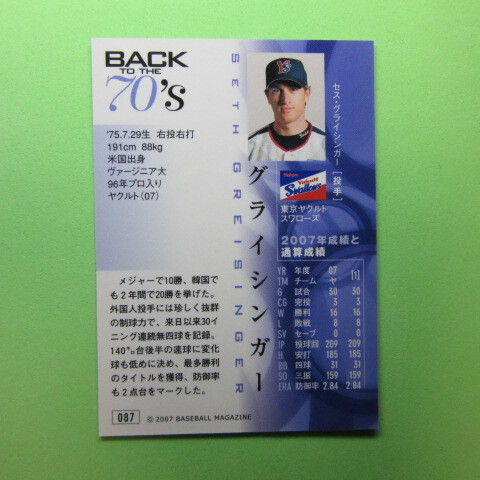 BACK
TO THE
70's
'75.7.29生 右投右打
191cm 88kg
米国出身
ヴァージニア大
96年プロ入り
ヤクルト(07)
メジャーで10勝、韓国で
も2年間で20勝を挙げた。
外国人投手には珍しく抜群
の制球力で、来日以来30イ
ニング連続無四球を記録。
140㌔台後半の速球に変化
球も低めに決め、最多勝利
のタイトルを獲得、防御率
も2点台をマークした。
087
© 2007 BASEBALL MAGAZINE
SETH GREISINGER
グライシンガー
セス・グライシンガー [投手]
Tokyo
Yakult
Swallows
東京ヤクルト
スワローズ
2007年成績と
通算成績
YR 年度 07 [1]
TM チーム ヤ
G 試合 30 30
CG 完投 3 3
W 勝利 16 16
L 敗戦 8 8
SV セーブ 0 0
IP 投球回 209 209
H 安打 185 185
BB 四球 31 31
SO 三振 159 159
ERA 防御率 2.84 2.84